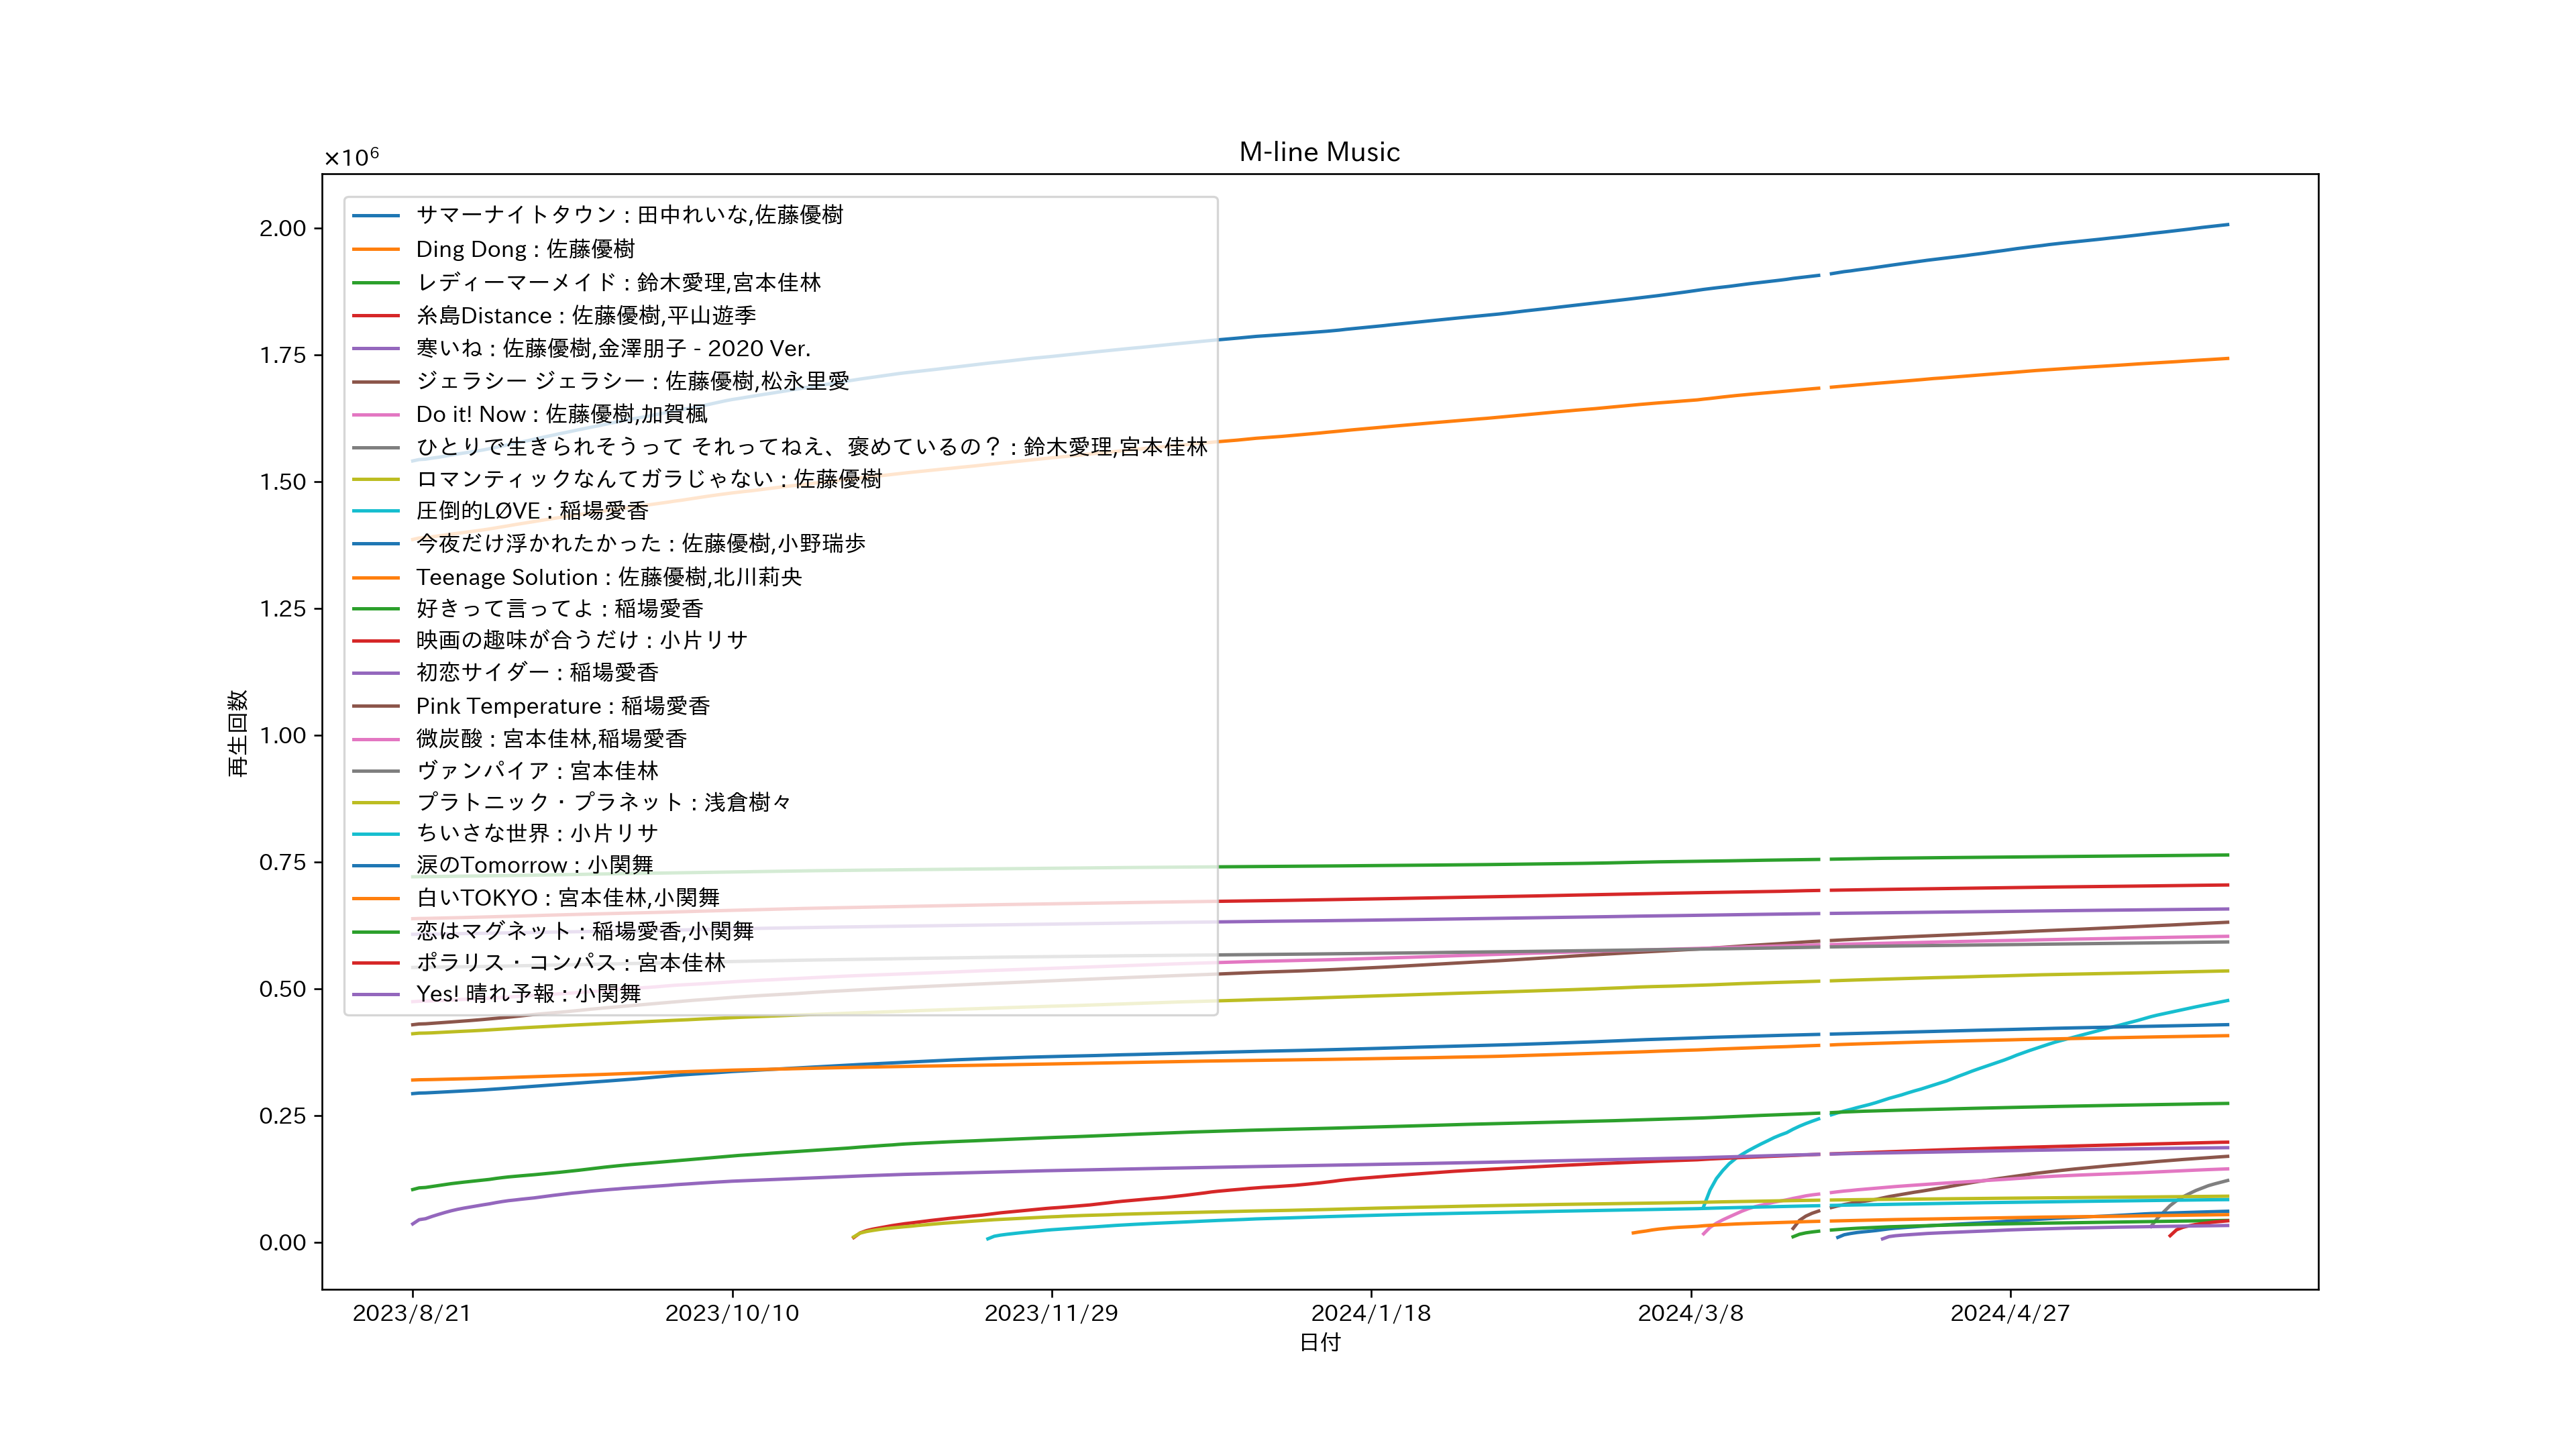 M-line Music
×10⁶
サマーナイトタウン : 田中れいな,佐藤優樹
Ding Dong : 佐藤優樹
レディーマーメイド : 鈴木愛理,宮本佳林
糸島Distance : 佐藤優樹,平山遊季
寒いね : 佐藤優樹,金澤朋子 - 2020 Ver.
ジェラシー ジェラシー : 佐藤優樹,松永里愛
Do it! Now : 佐藤優樹,加賀楓
ひとりで生きられそうって それってねえ、褒めているの？ : 鈴木愛理,宮本佳林
ロマンティックなんてガラじゃない : 佐藤優樹
圧倒的LØVE : 稲場愛香
今夜だけ浮かれたかった : 佐藤優樹,小野瑞歩
Teenage Solution : 佐藤優樹,北川莉央
好きって言ってよ : 稲場愛香
映画の趣味が合うだけ : 小片リサ
初恋サイダー : 稲場愛香
Pink Temperature : 稲場愛香
微炭酸 : 宮本佳林,稲場愛香
ヴァンパイア : 宮本佳林
プラトニック・プラネット : 浅倉樹々
ちいさな世界 : 小片リサ
涙のTomorrow : 小関舞
白いTOKYO : 宮本佳林,小関舞
恋はマグネット : 稲場愛香,小関舞
ポラリス・コンパス : 宮本佳林
Yes! 晴れ予報 : 小関舞
2.00
1.75
1.50
1.25
1.00
0.75
0.50
0.25
0.00
再生回数
2023/8/21
2023/10/10
2023/11/29
2024/1/18
2024/3/8
2024/4/27
日付